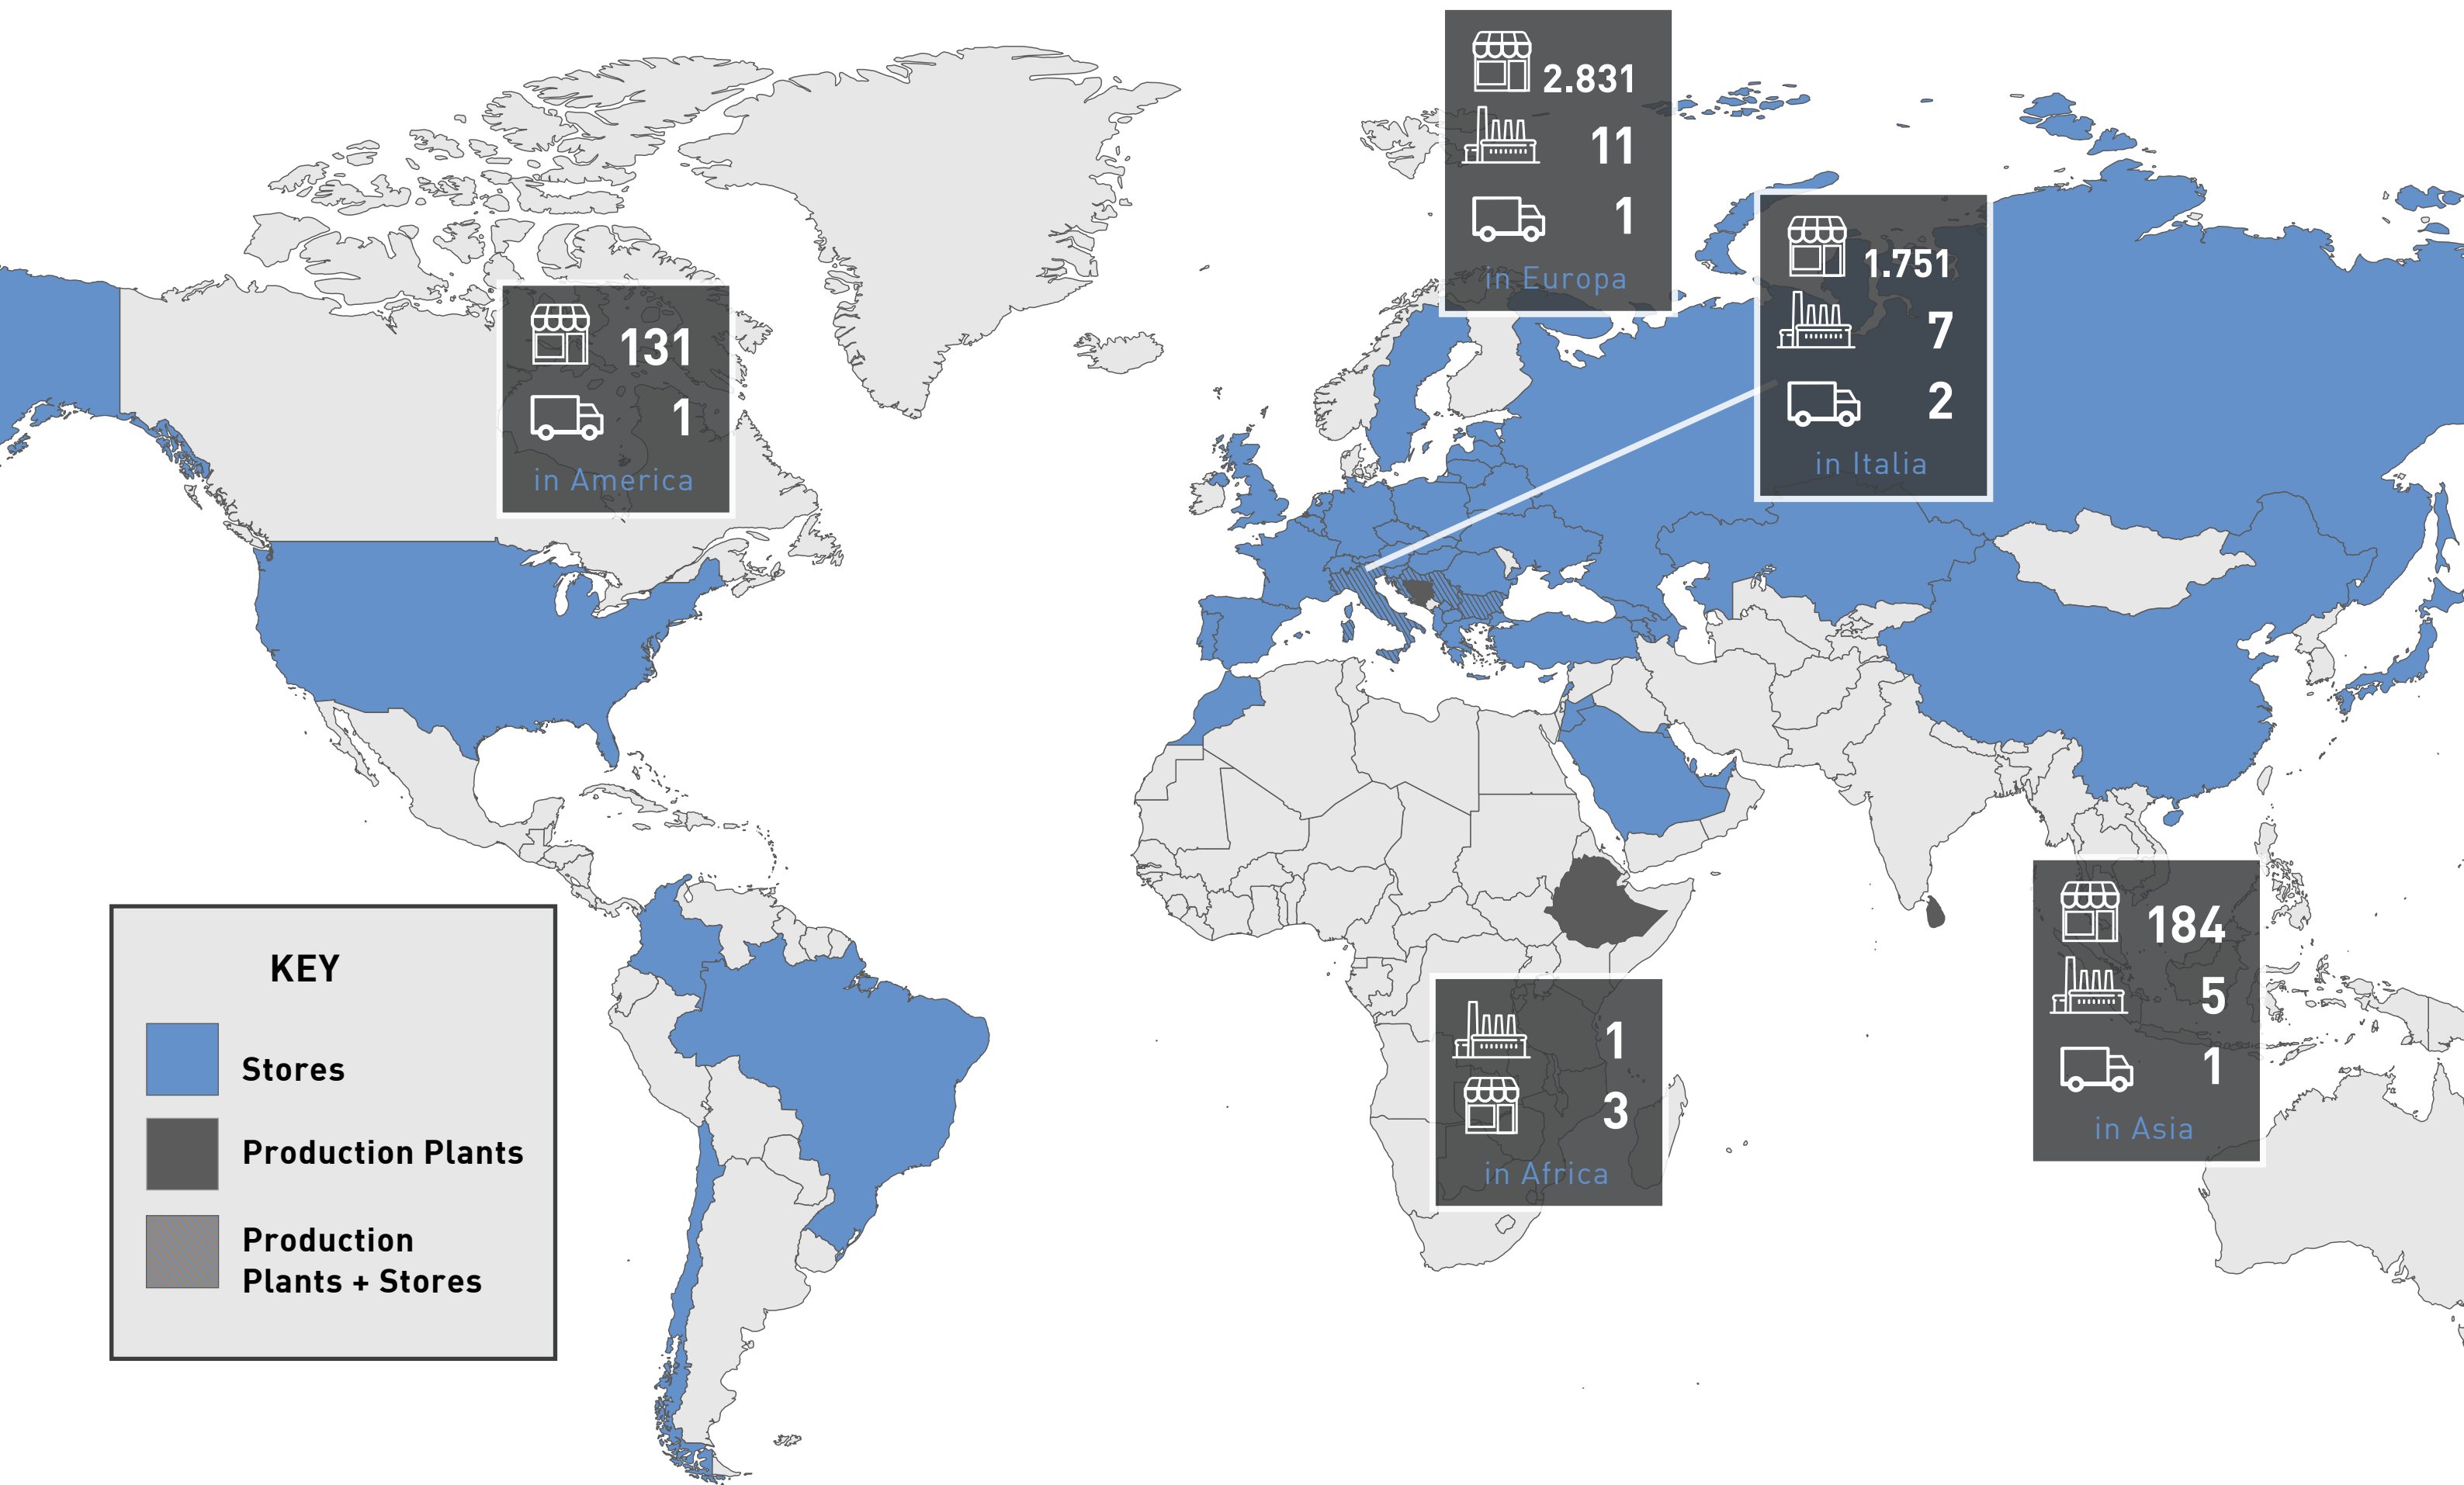 2.831
11
1
in Europa
1.751
7
2
in Italia
131
1
in America
KEY
Stores
Production Plants
Production
Plants + Stores
1
3
in Africa
184
5
1
in Asia